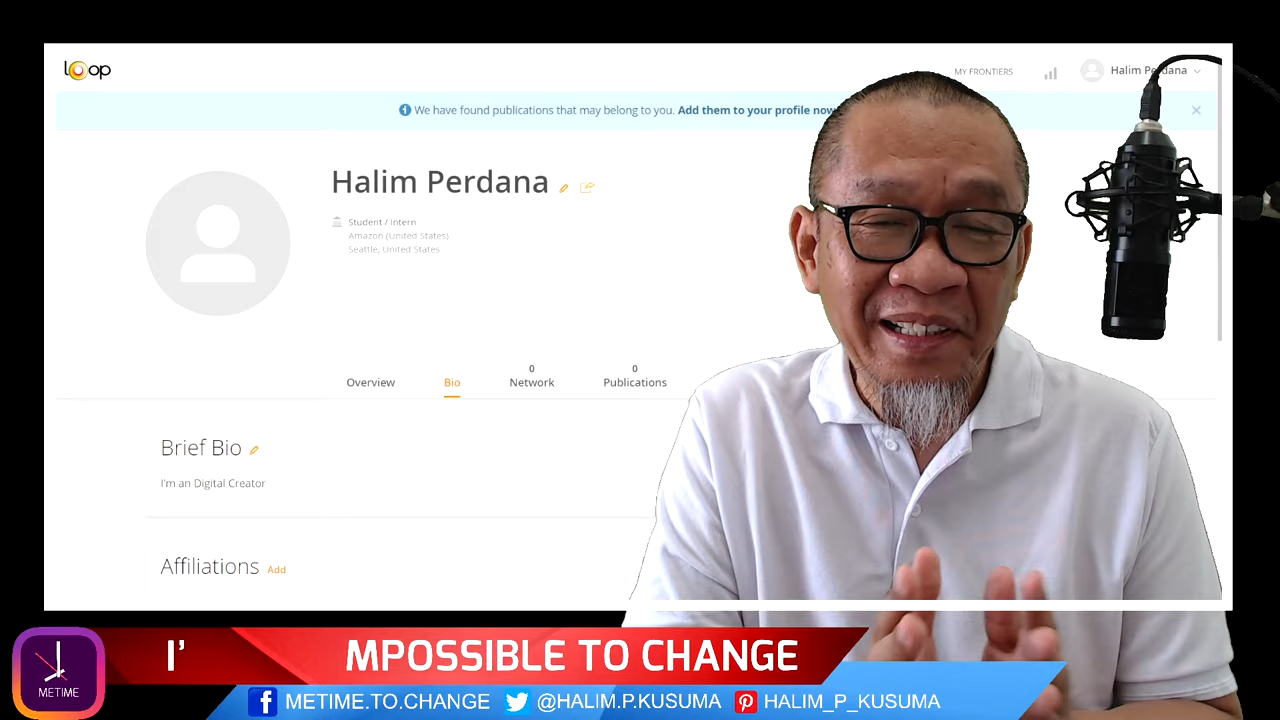 loop
MY FRONTIERS
Halim Perdana
We have found publications that may belong to you. Add them to your profile now
Halim Perdana
Student / Intern
Amazon (United States)
Seattle, United States
0 0
Overview Bio Network Publications
Brief Bio
I'm an Digital Creator
Affiliations Add
I' MPOSSIBLE TO CHANGE
METIME
METIME.TO.CHANGE @HALIM.P.KUSUMA HALIM_P_KUSUMA